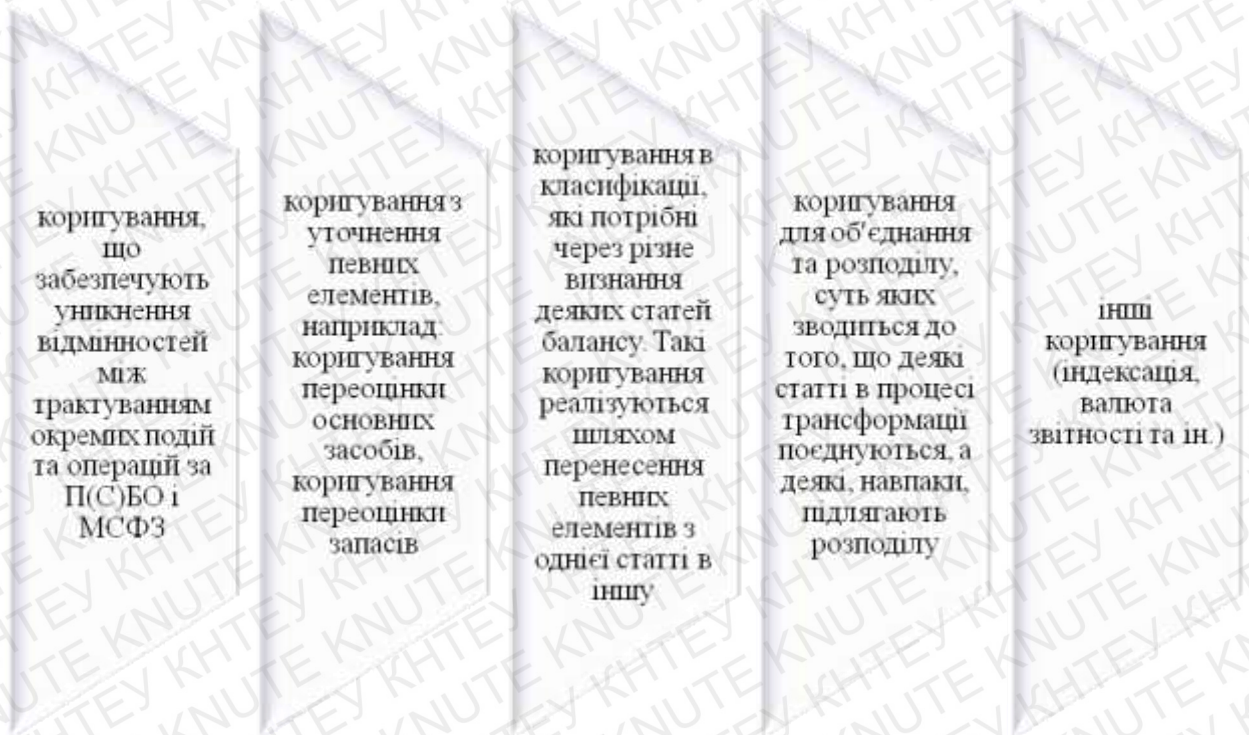 коригування,
що
забезпечують
уникнення
відмінностей
між
трактуванням
окремих подій
та операцій за
П(С)БО і
МСФЗ
коригування з
уточнення
певних
елементів,
наприклад:
коригування
переоцінки
основних
засобів,
коригування
переоцінки
запасів
коригування в
класифікації,
які потрібні
через різне
визнання
деяких статей
балансу. Такі
коригування
реалізуються
шляхом
перенесення
певних
елементів з
однієї статті в
іншу
коригування
для об'єднання
та розподілу,
суть яких
зводиться до
того, що деякі
статті в процесі
трансформації
поєднуються, а
деякі, навпаки,
підлягають
розподілу
інші
коригування
(індексація,
валюта
звітності та ін.)